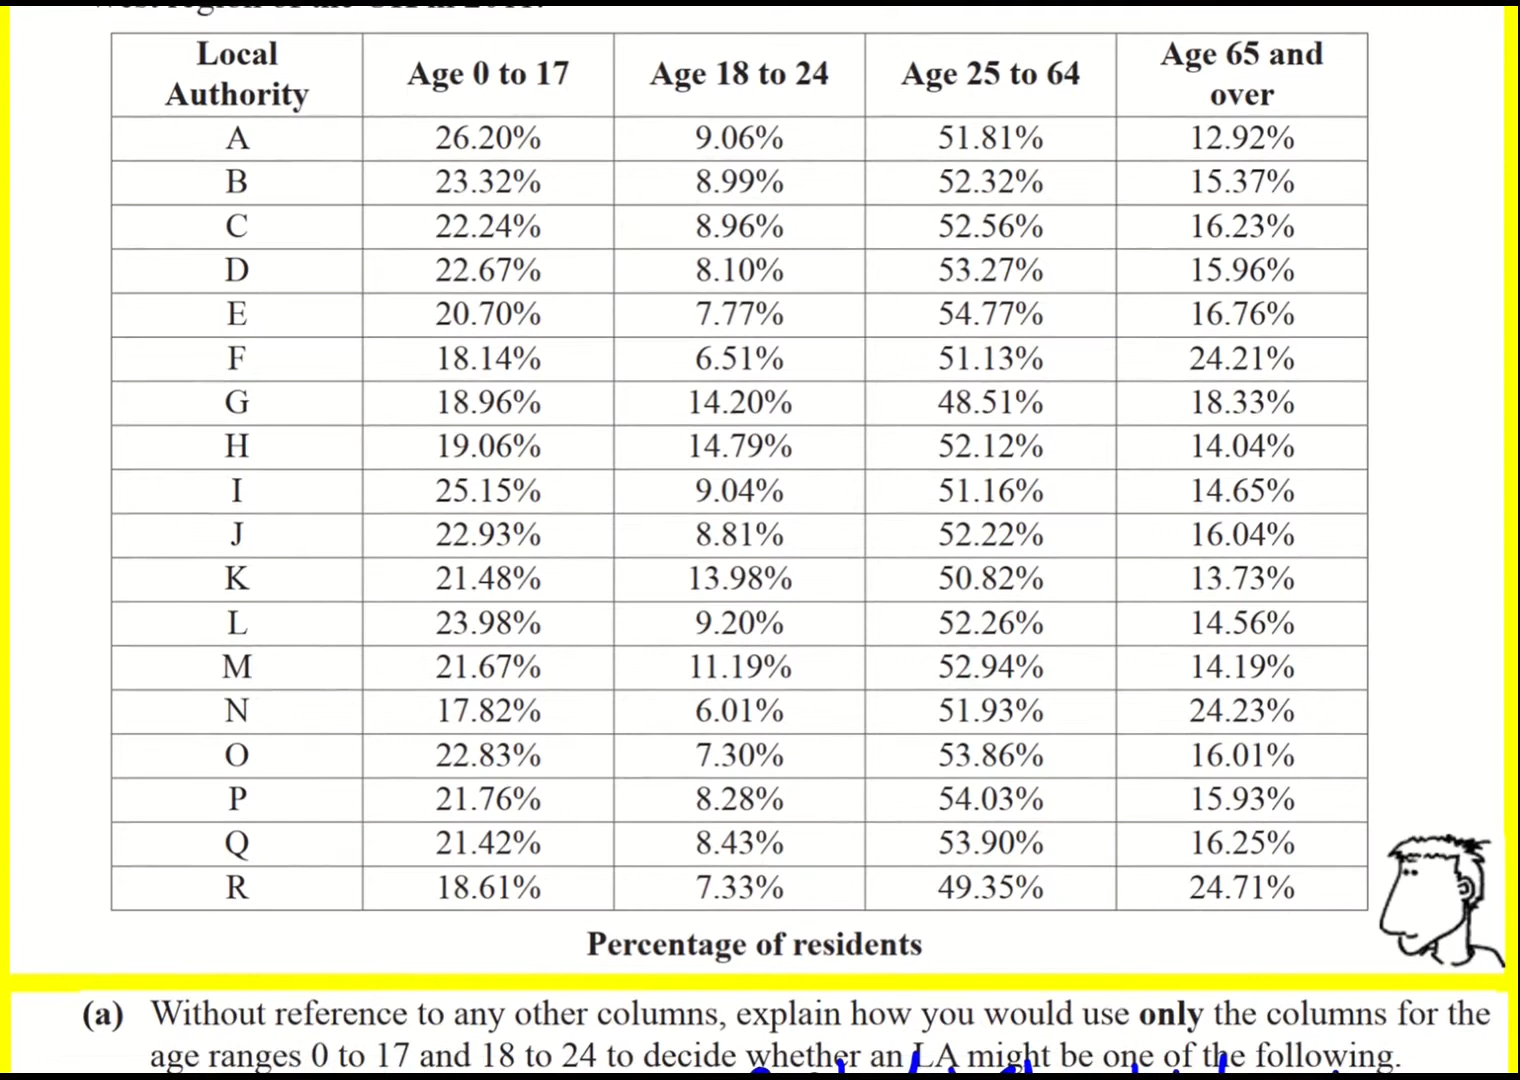 Local Authority | Age 0 to 17 | Age 18 to 24 | Age 25 to 64 | Age 65 and over
A | 26.20% | 9.06% | 51.81% | 12.92%
B | 23.32% | 8.99% | 52.32% | 15.37%
C | 22.24% | 8.96% | 52.56% | 16.23%
D | 22.67% | 8.10% | 53.27% | 15.96%
E | 20.70% | 7.77% | 54.77% | 16.76%
F | 18.14% | 6.51% | 51.13% | 24.21%
G | 18.96% | 14.20% | 48.51% | 18.33%
H | 19.06% | 14.79% | 52.12% | 14.04%
I | 25.15% | 9.04% | 51.16% | 14.65%
J | 22.93% | 8.81% | 52.22% | 16.04%
K | 21.48% | 13.98% | 50.82% | 13.73%
L | 23.98% | 9.20% | 52.26% | 14.56%
M | 21.67% | 11.19% | 52.94% | 14.19%
N | 17.82% | 6.01% | 51.93% | 24.23%
O | 22.83% | 7.30% | 53.86% | 16.01%
P | 21.76% | 8.28% | 54.03% | 15.93%
Q | 21.42% | 8.43% | 53.90% | 16.25%
R | 18.61% | 7.33% | 49.35% | 24.71%
Percentage of residents
(a) Without reference to any other columns, explain how you would use only the columns for the
age ranges 0 to 17 and 18 to 24 to decide whether an LA might be one of the following.